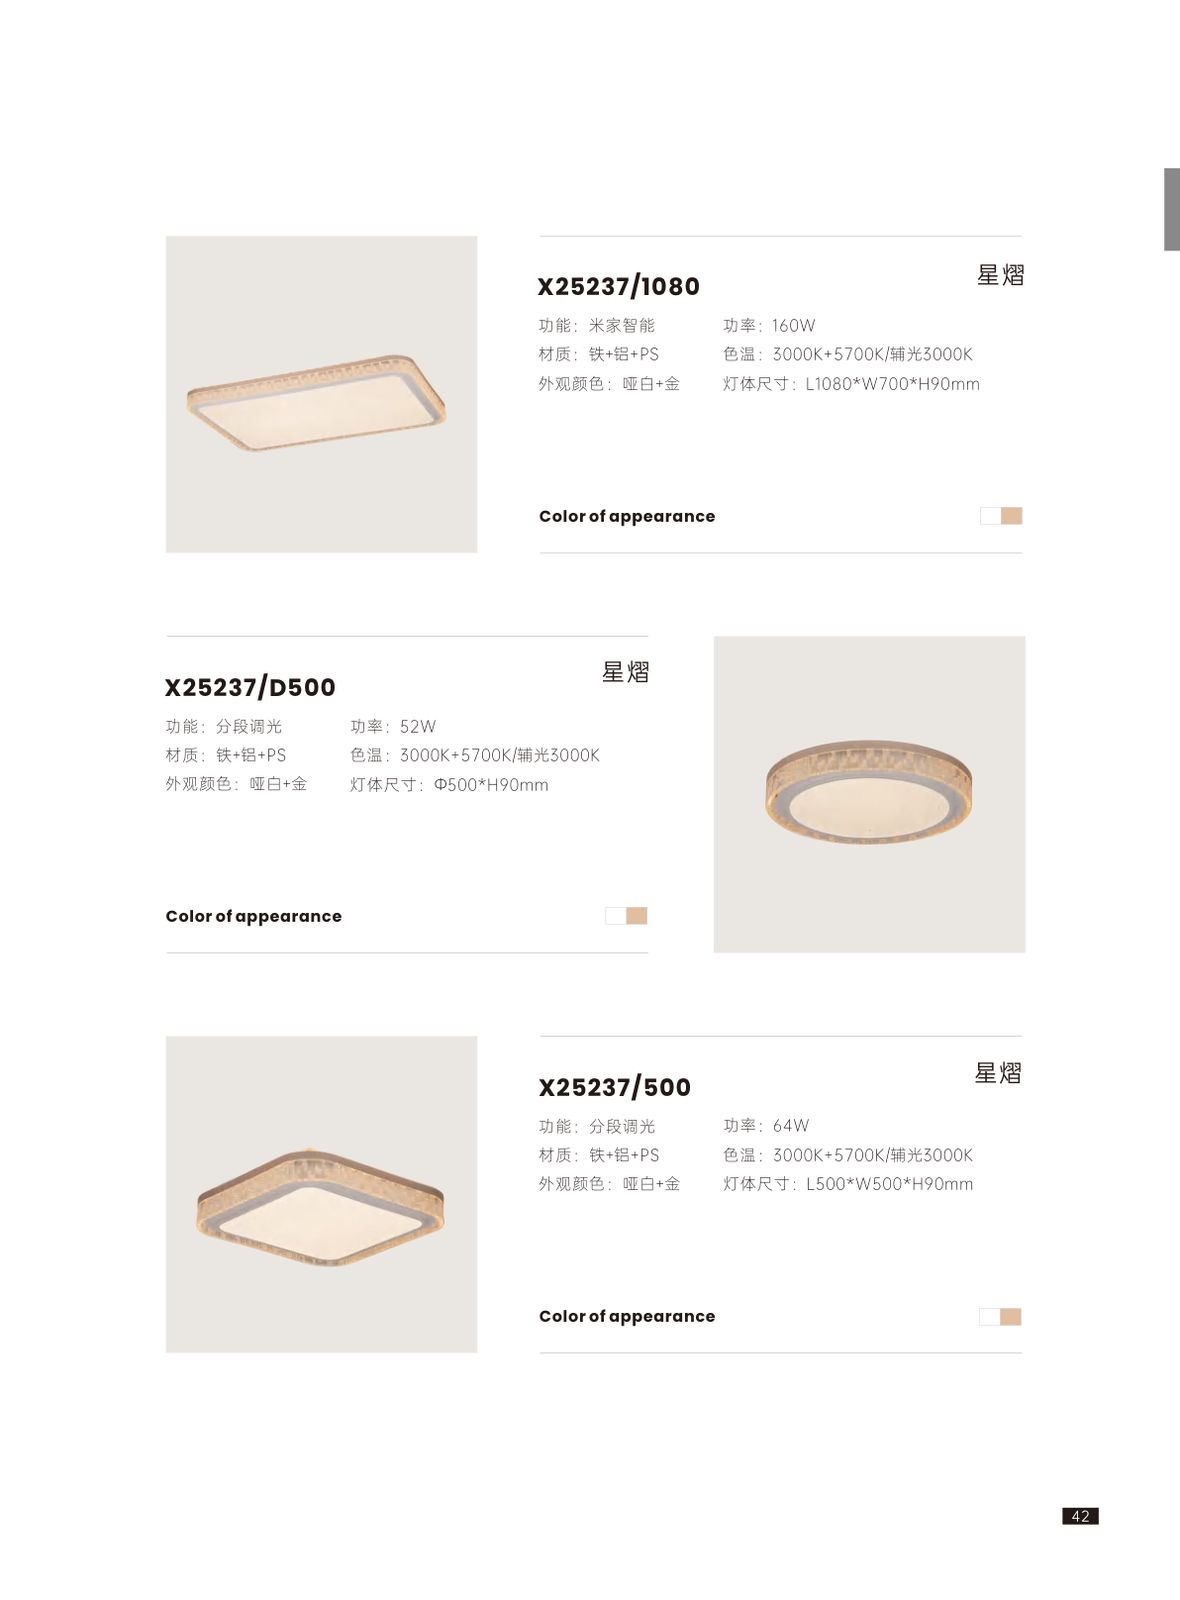 X25237/1080
星熠
功能：米家智能
功率：160W
材质：铁+铝+PS
色温：3000K+5700K/辅光3000K
外观颜色：哑白+金
灯体尺寸：L1080*W700*H90mm
Color of appearance
X25237/D500
星熠
功能：分段调光
功率：52W
材质：铁+铝+PS
色温：3000K+5700K/辅光3000K
外观颜色：哑白+金
灯体尺寸：Φ500*H90mm
Color of appearance
X25237/500
星熠
功能：分段调光
功率：64W
材质：铁+铝+PS
色温：3000K+5700K/辅光3000K
外观颜色：哑白+金
灯体尺寸：L500*W500*H90mm
Color of appearance
42